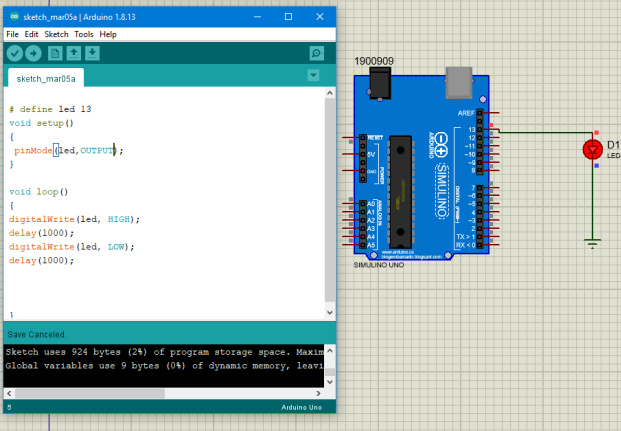 sketch_mar05a | Arduino 1.8.13
File Edit Sketch Tools Help
sketch_mar05a
# define led 13
void setup()
{
pinMode(led,OUTPUT);
}
void loop()
{
digitalWrite(led, HIGH);
delay(1000);
digitalWrite(led, LOW);
delay(1000);
}
Save Canceled.
Sketch uses 924 bytes (2%) of program storage space. Maxim
Global variables use 9 bytes (0%) of dynamic memory, leavi
5
Arduino Uno
1900909
AREF
13
12
~11
~10
~9
8
7
~6
~5
4
~3
2
TX > 1
RX < 0
RESET
5V
GND
POWER
A0
A1
A2
A3
A4
A5
ANALOG IN
ARDUINO
SIMULINO
DIGITAL (PWM~)
www.arduino.cc
blogembarcado.blogspot.com
SIMULINO UNO
D1
LED